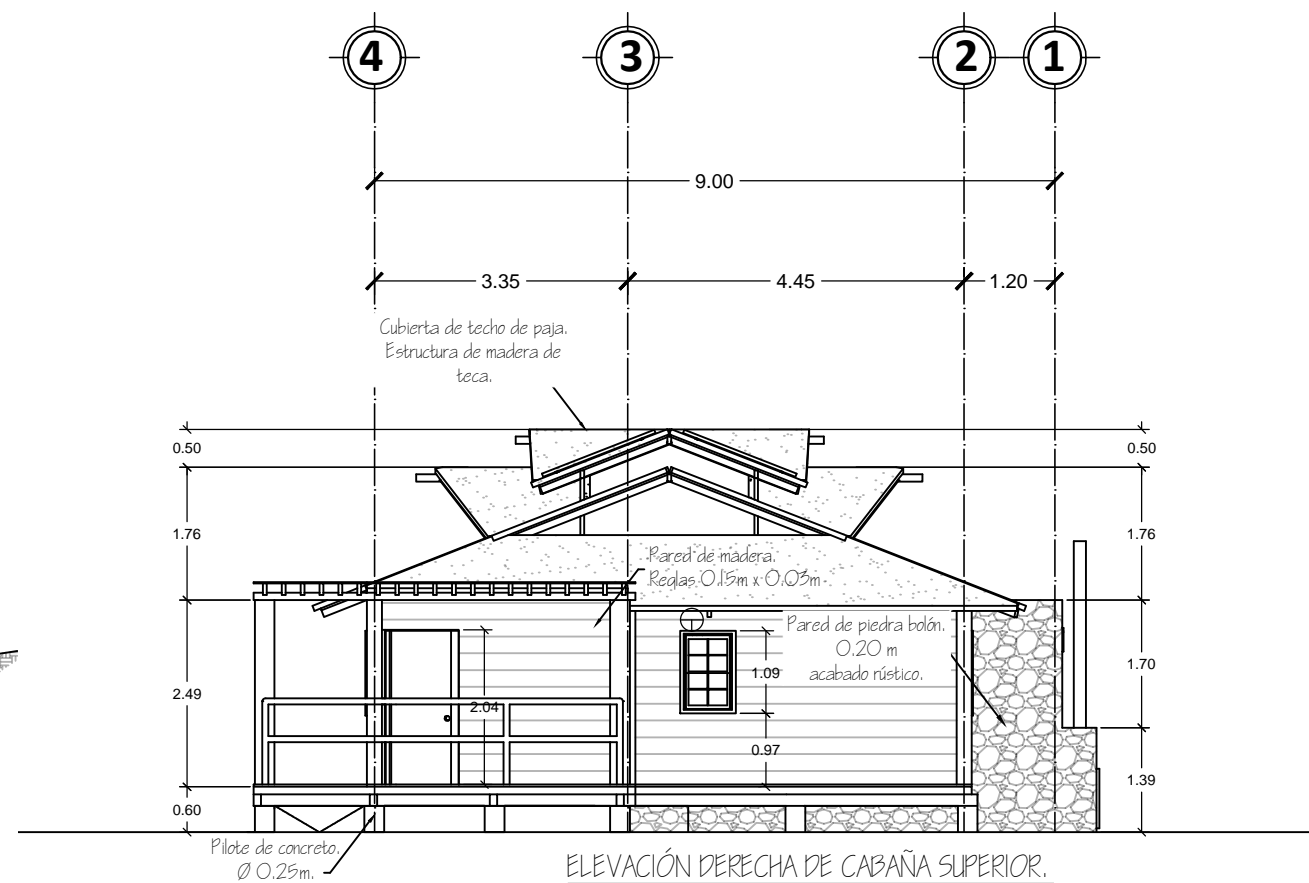 4 3 2 1
9.00
3.35 4.45 1.20
Cubierta de techo de paja.
Estructura de madera de
teca.
0.50 0.50
1.76 1.76
Pared de madera.
Reglas 0.15m x 0.03m
Pared de piedra bolón.
0.20 m
acabado rústico.
1.09
1.70
2.49
2.04
0.97
1.39
0.60
Pilote de concreto.
Ø 0.25m.
ELEVACIÓN DERECHA DE CABAÑA SUPERIOR.